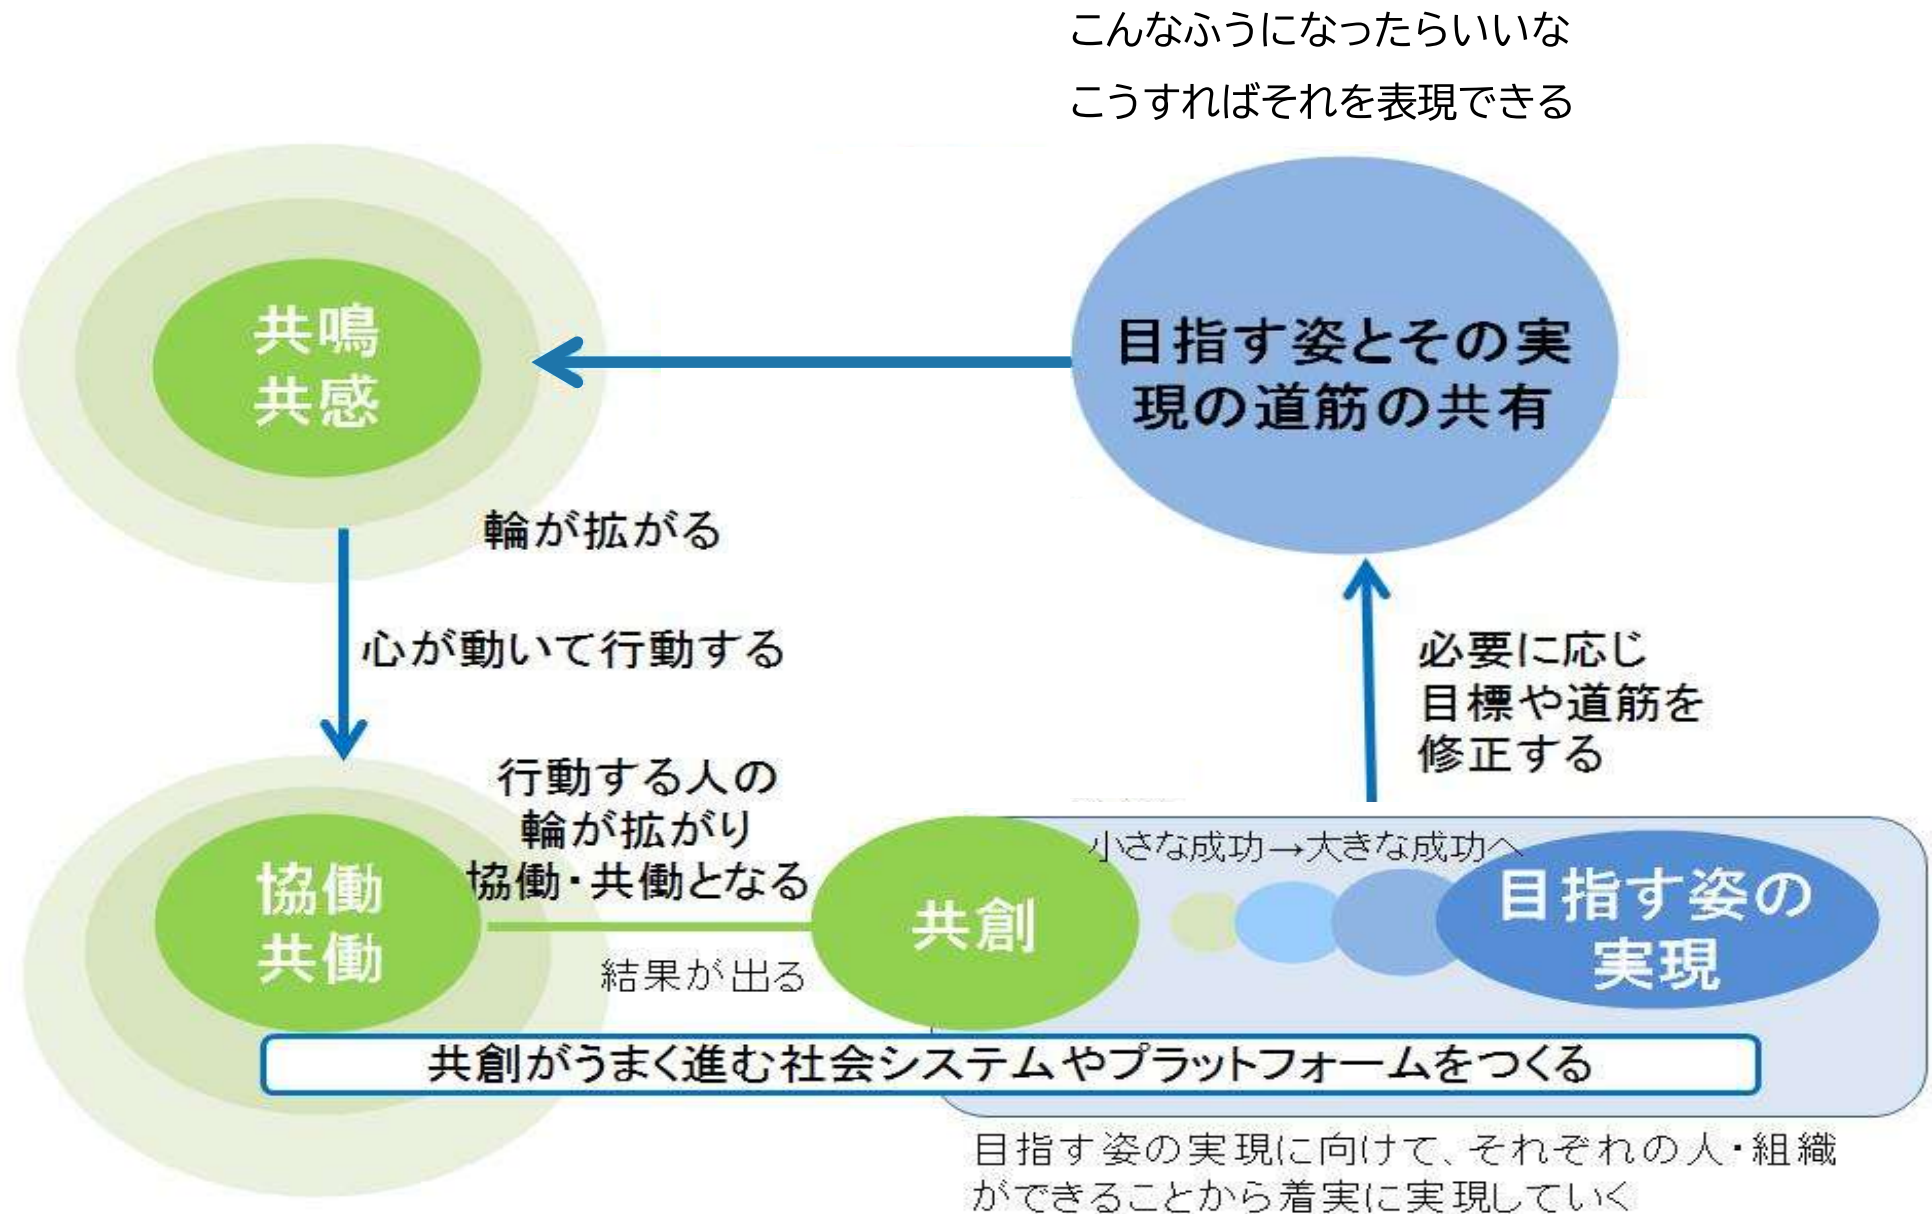 こんなふうになったらいいな
こうすればそれを表現できる
共鳴
共感
目指す姿とその実
現の道筋の共有
輪が拡がる
心が動いて行動する
必要に応じ
目標や道筋を
修正する
行動する人の
輪が拡がり
協働・共働となる
協働
共働
結果が出る
共創
小さな成功→大きな成功へ
目指す姿の
実現
共創がうまく進む社会システムやプラットフォームをつくる
目指す姿の実現に向けて、それぞれの人・組織
ができることから着実に実現していく